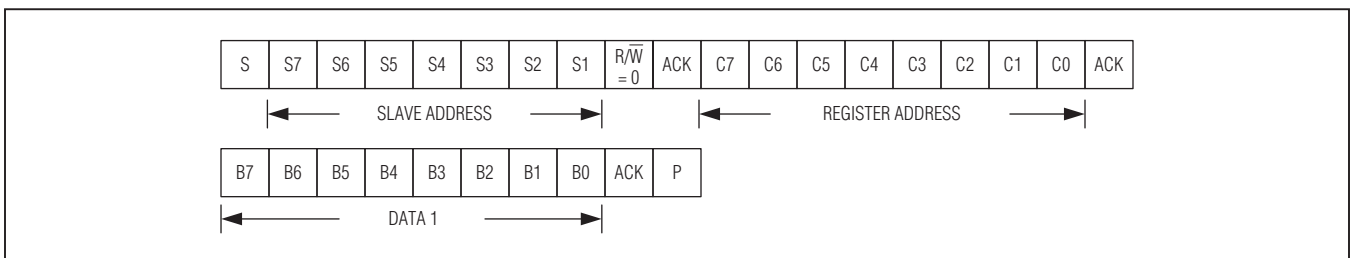 S S7 S6 S5 S4 S3 S2 S1 R/W̅ = 0 ACK C7 C6 C5 C4 C3 C2 C1 C0 ACK
SLAVE ADDRESS REGISTER ADDRESS
B7 B6 B5 B4 B3 B2 B1 B0 ACK P
DATA 1